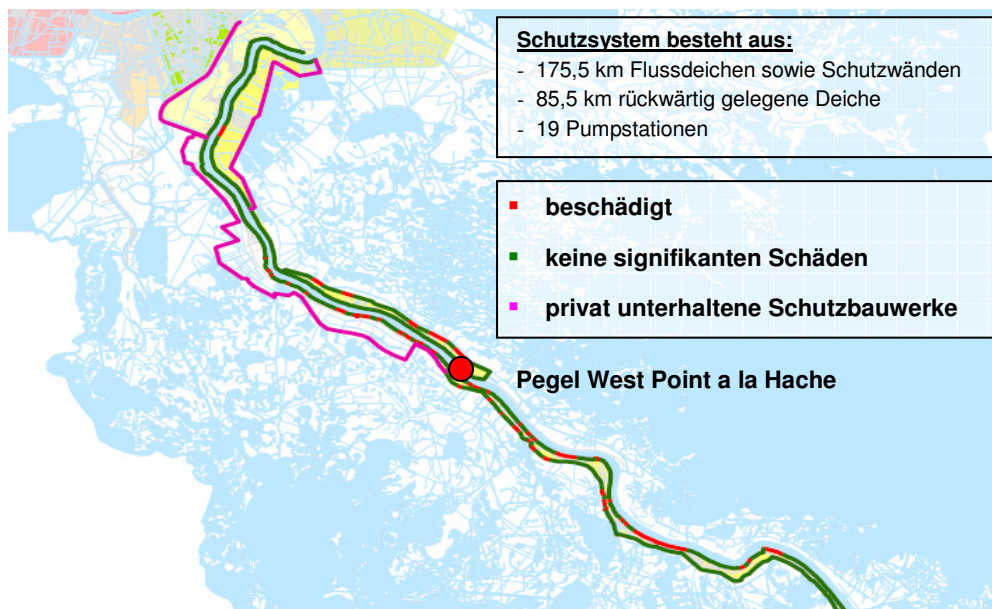 Schutzsystem besteht aus:
- 175,5 km Flussdeichen sowie Schutzwänden
- 85,5 km rückwärtig gelegene Deiche
- 19 Pumpstationen
beschädigt
keine signifikanten Schäden
privat unterhaltene Schutzbauwerke
Pegel West Point a la Hache